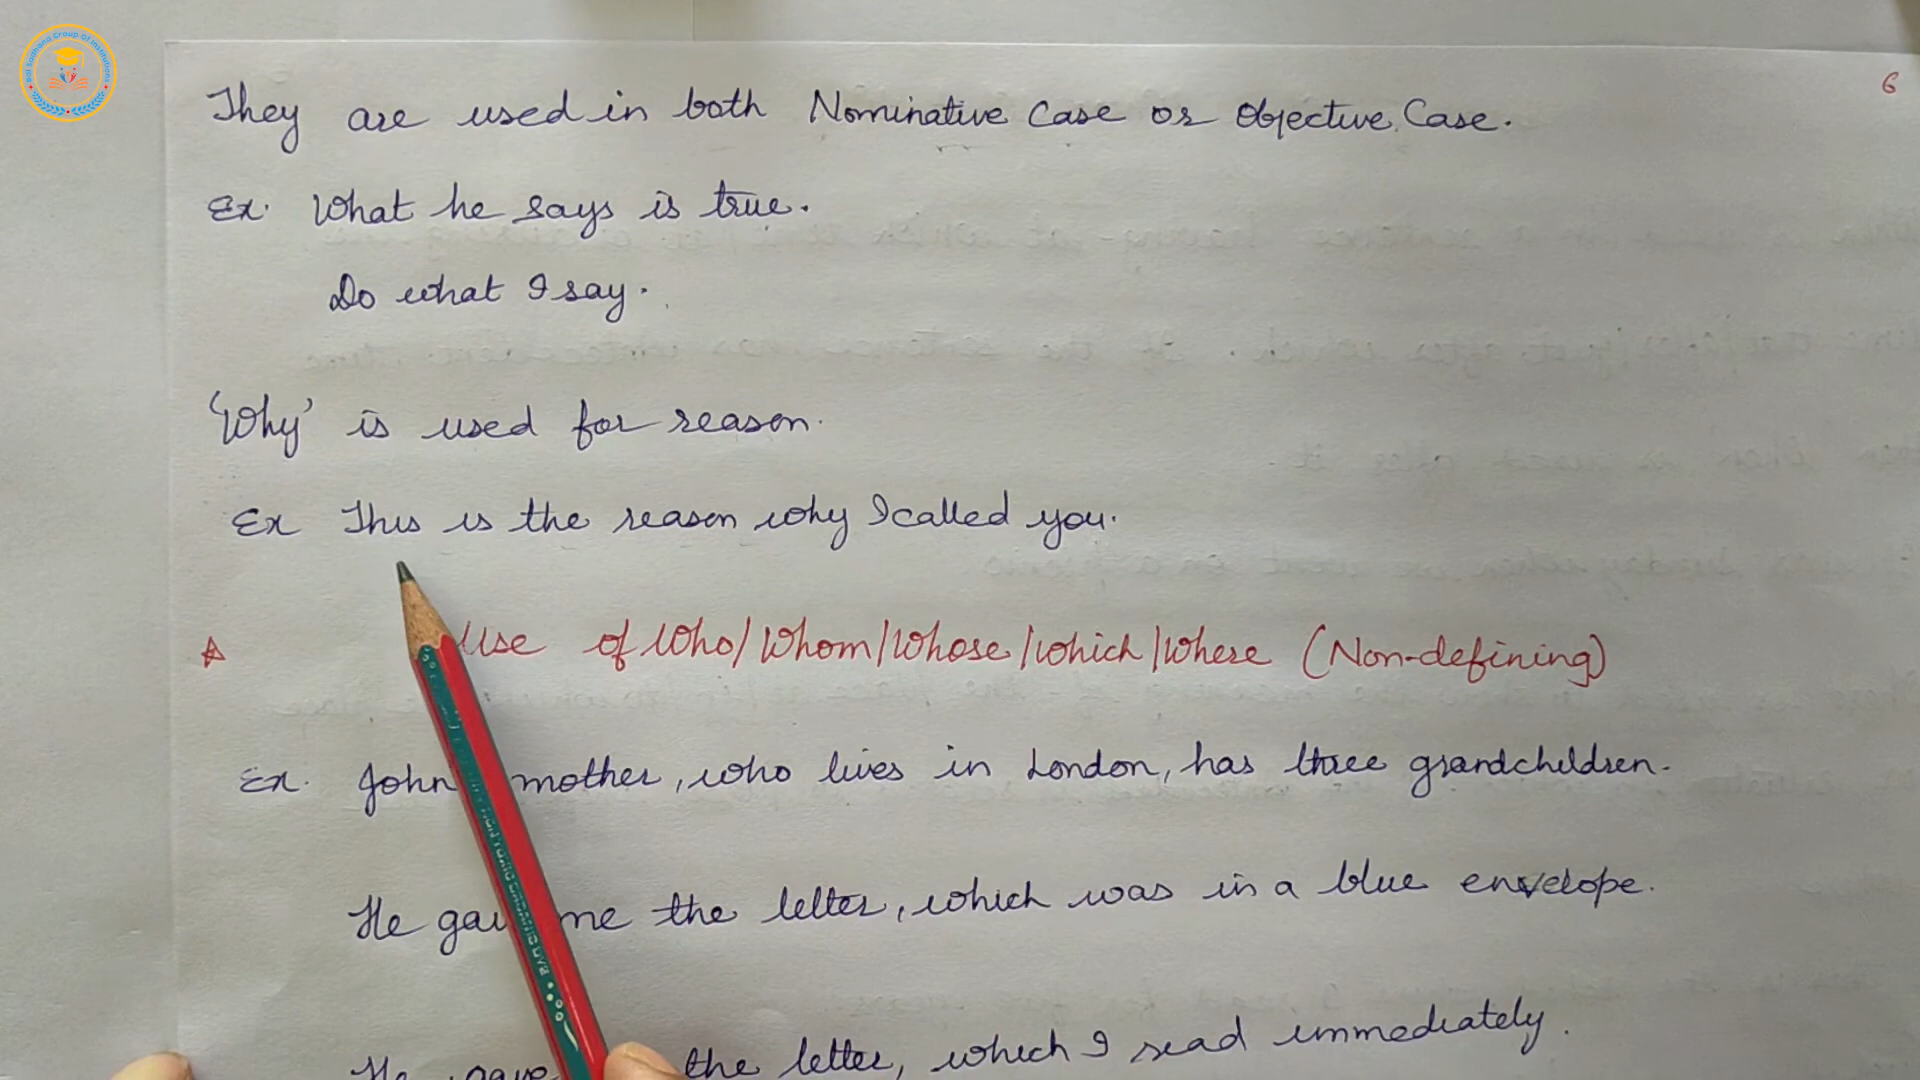 6
They are used in both Nominative Case or Objective Case.
Ex. What he says is true.
Do what I say.
'Why' is used for reason.
Ex This is the reason why I called you.
Use of Who/Whom/Whose/which/where (Non-defining)
Ex. John mother, who lives in London, has three grandchildren.
He me the letter, which was in a blue envelope.
He gave the letter, which I read immediately.